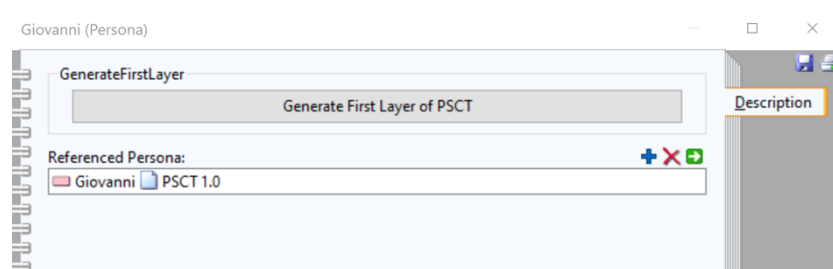 Giovanni (Persona)
GenerateFirstLayer
Generate First Layer of PSCT
Description
Referenced Persona:
Giovanni PSCT 1.0